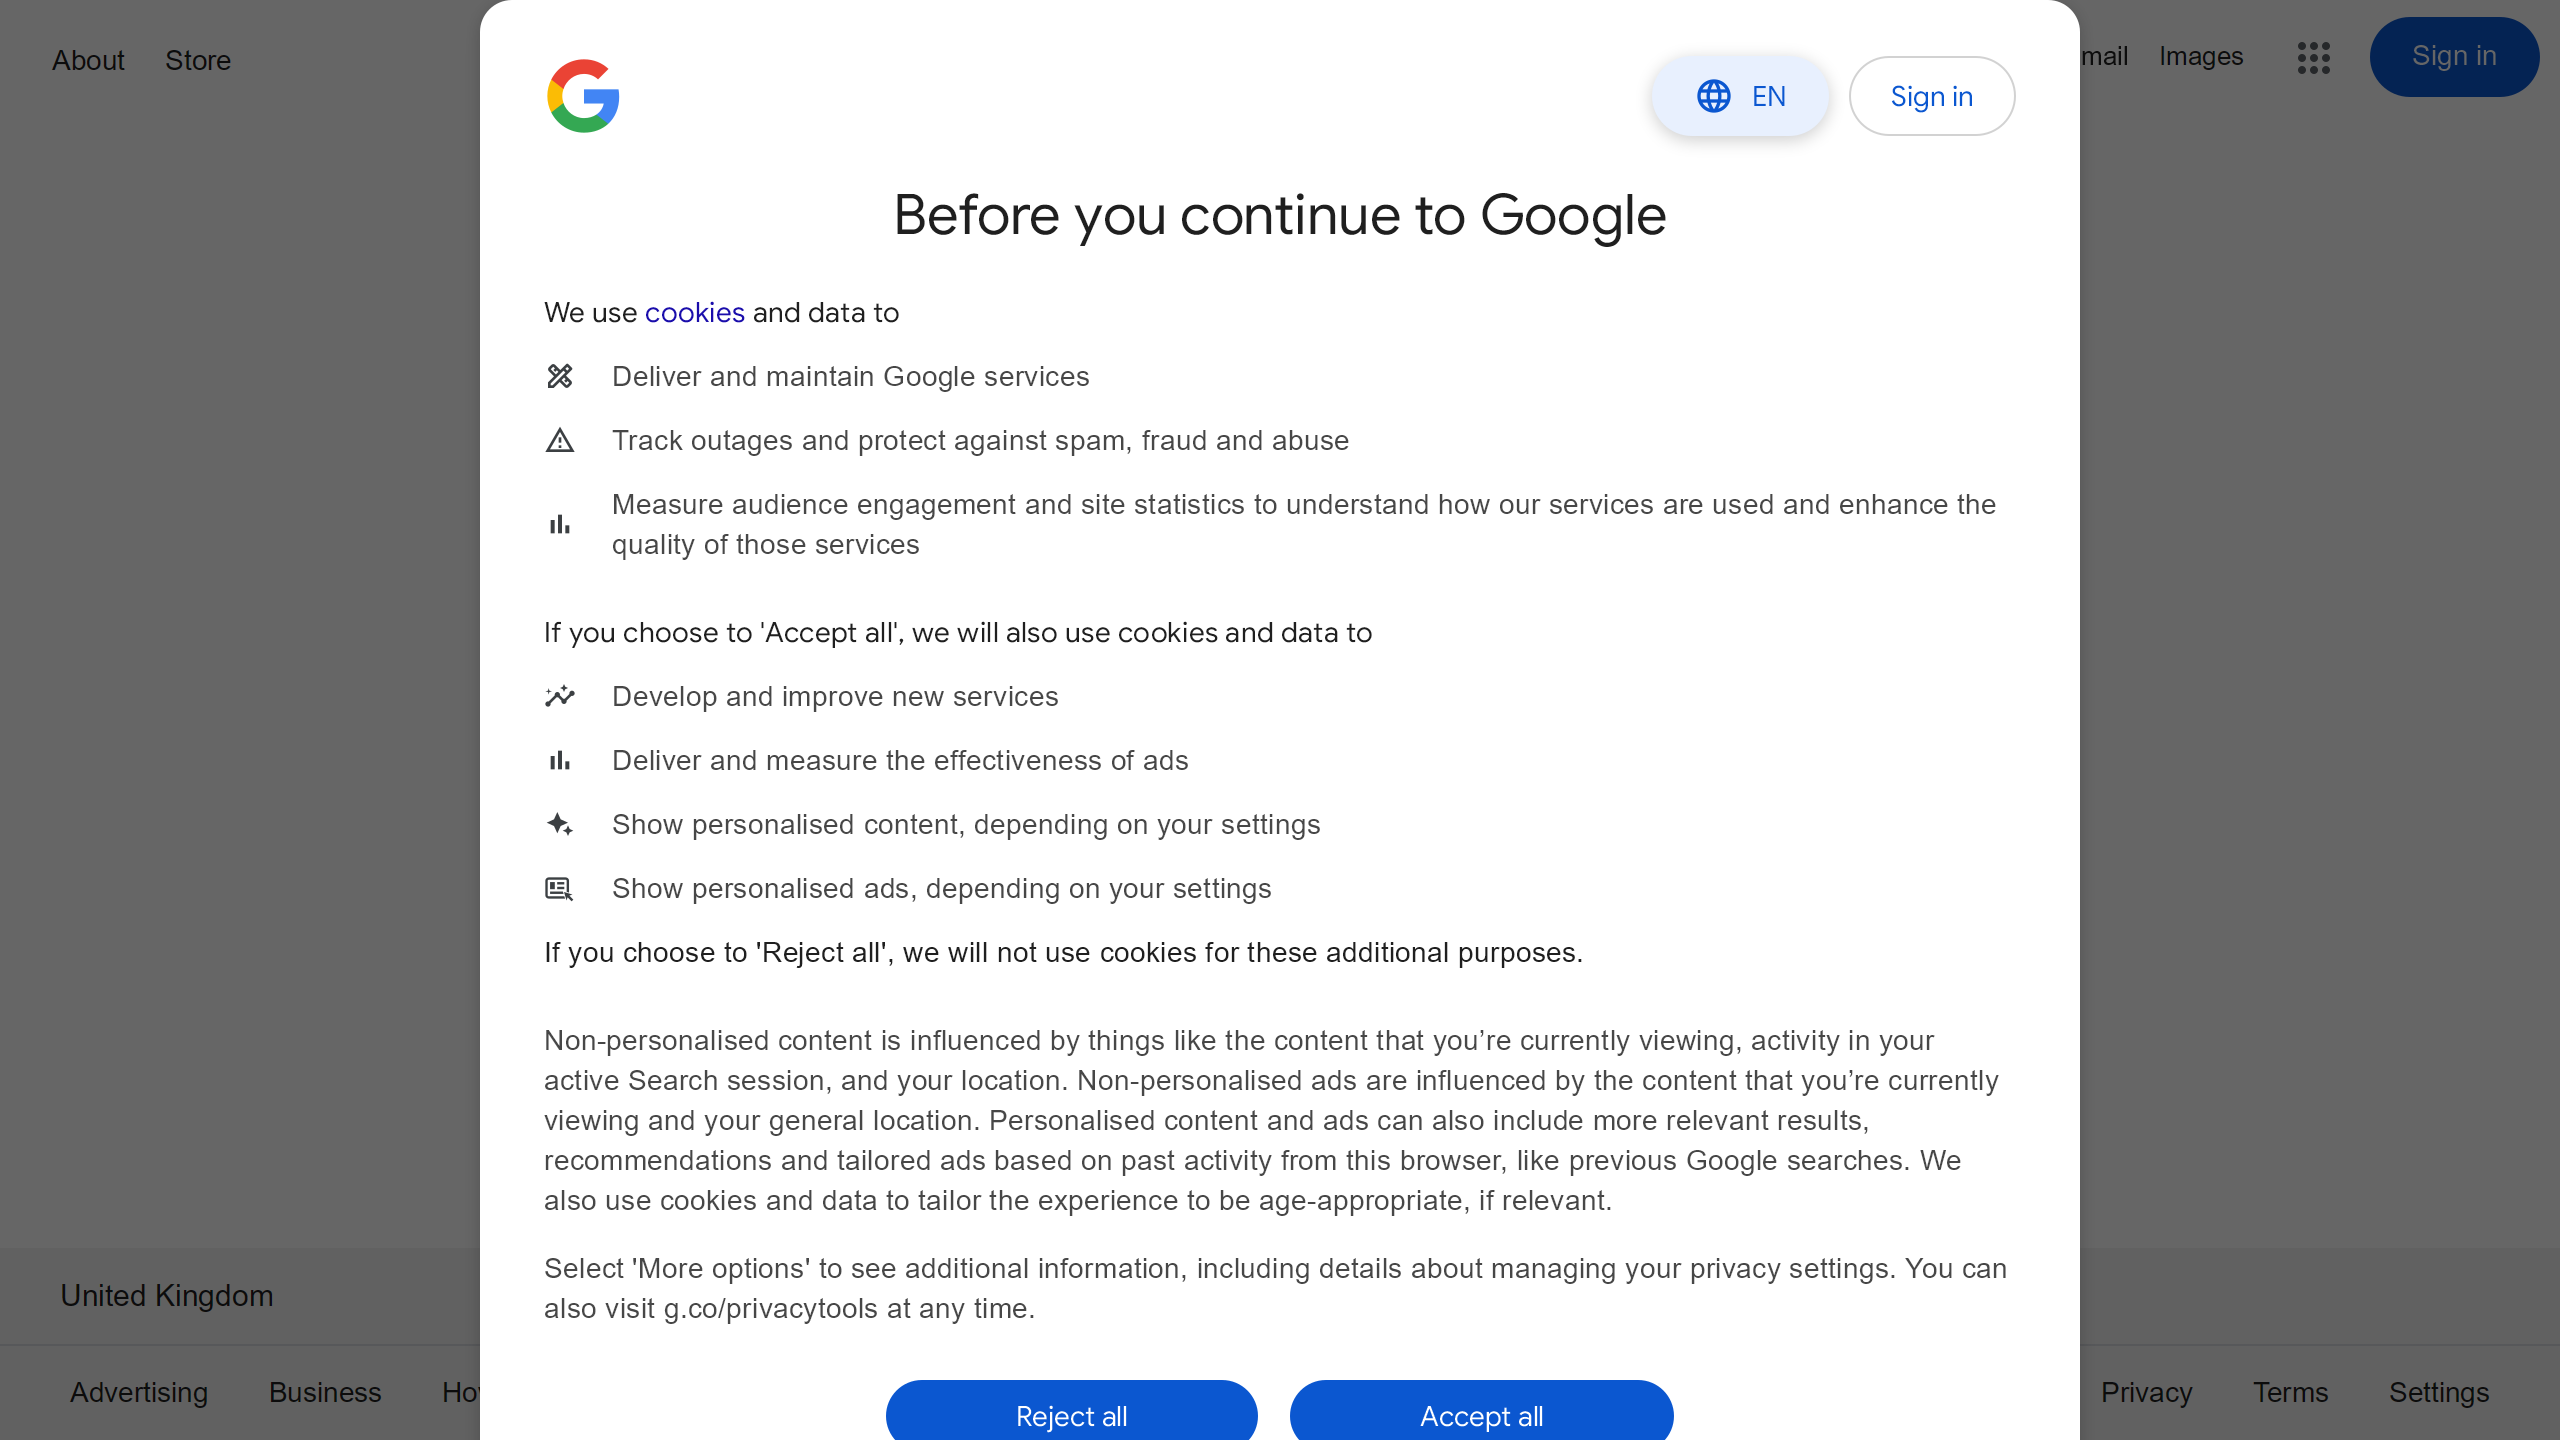 About Store
mail Images Sign in
EN Sign in
Before you continue to Google
We use cookies and data to
Deliver and maintain Google services
Track outages and protect against spam, fraud and abuse
Measure audience engagement and site statistics to understand how our services are used and enhance the
quality of those services
If you choose to 'Accept all', we will also use cookies and data to
Develop and improve new services
Deliver and measure the effectiveness of ads
Show personalised content, depending on your settings
Show personalised ads, depending on your settings
If you choose to 'Reject all', we will not use cookies for these additional purposes.
Non-personalised content is influenced by things like the content that you’re currently viewing, activity in your
active Search session, and your location. Non-personalised ads are influenced by the content that you’re currently
viewing and your general location. Personalised content and ads can also include more relevant results,
recommendations and tailored ads based on past activity from this browser, like previous Google searches. We
also use cookies and data to tailor the experience to be age-appropriate, if relevant.
Select 'More options' to see additional information, including details about managing your privacy settings. You can
also visit g.co/privacytools at any time.
Reject all Accept all
United Kingdom
Advertising Business
Privacy Terms Settings